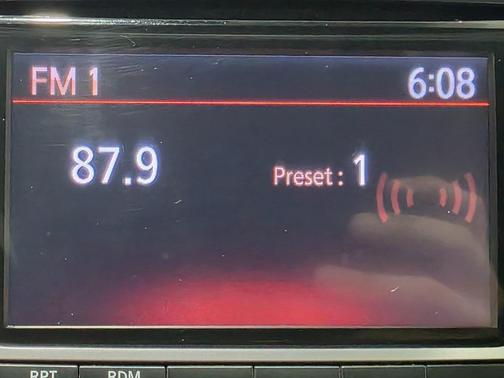 FM 1 6:08
87.9 Preset : 1
RPT RDM